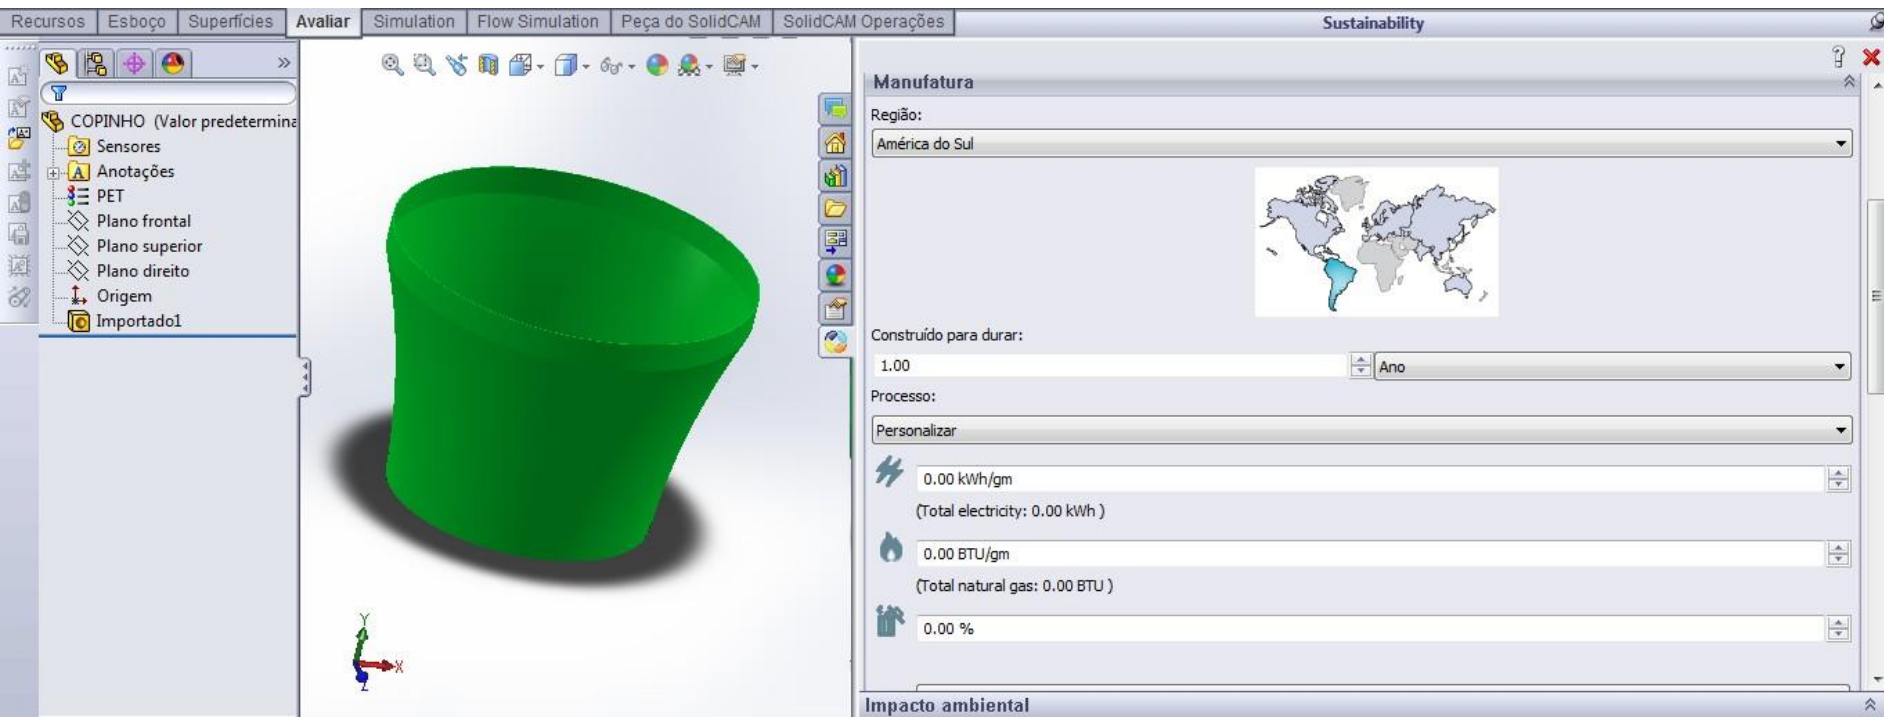 Recursos Esboço Superfícies Avaliar Simulation Flow Simulation Peça do SolidCAM SolidCAM Operações
Sustainability
COPINHO (Valor predetermina
Sensores
Anotações
PET
Plano frontal
Plano superior
Plano direito
Origem
Importado1
Y
X
Z
Manufatura
Região:
América do Sul
Construído para durar:
1.00 Ano
Processo:
Personalizar
0.00 kWh/gm
(Total electricity: 0.00 kWh )
0.00 BTU/gm
(Total natural gas: 0.00 BTU )
0.00 %
Impacto ambiental